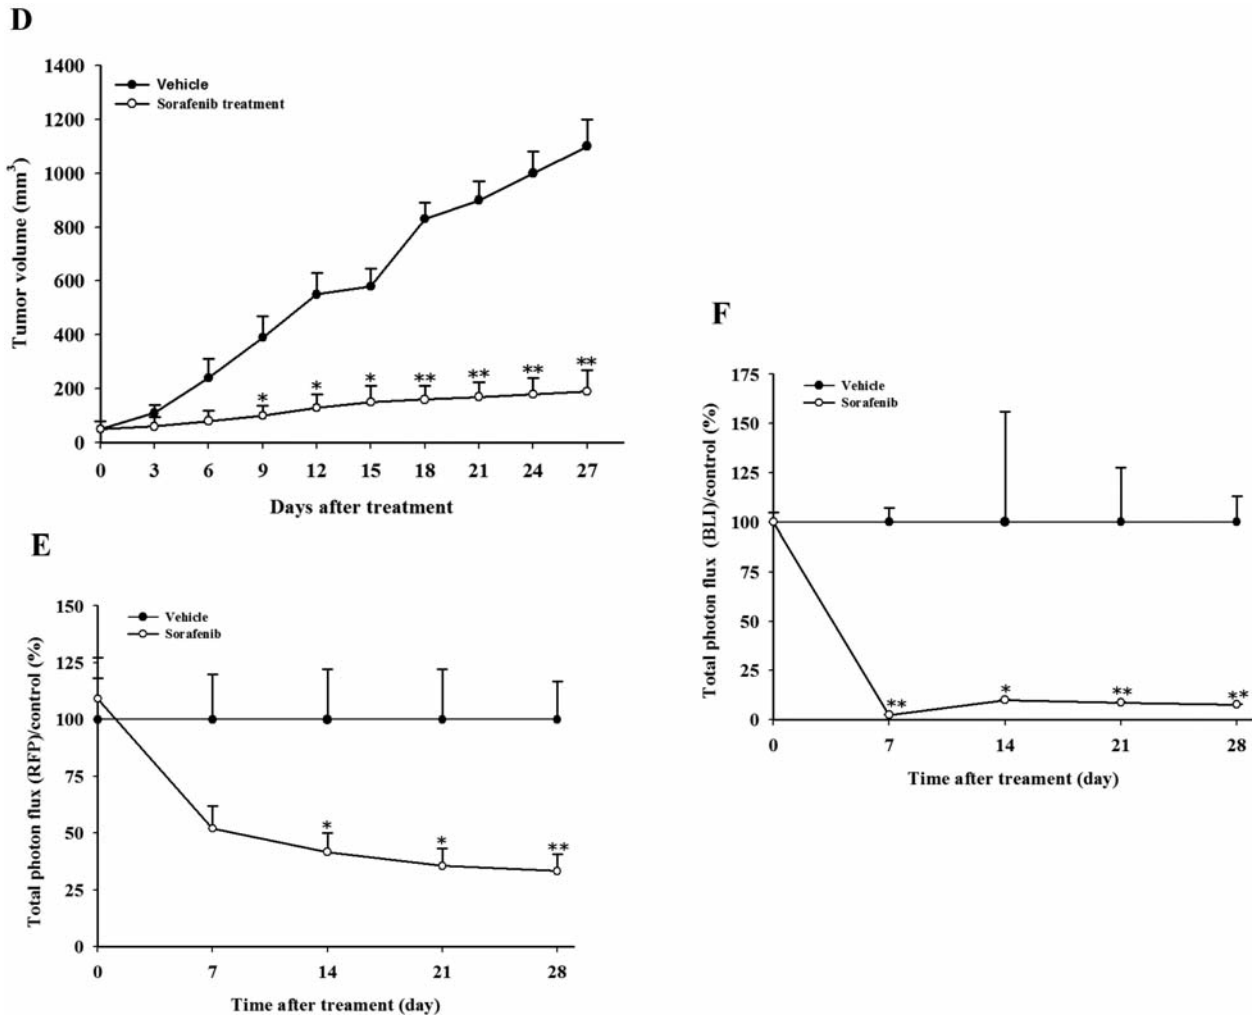 D
1400
1200
1000
800
600
400
200
0
Tumor volume (mm³)
Vehicle
Sorafenib treatment
* * * ** ** ** **
0 3 6 9 12 15 18 21 24 27
Days after treatment
E
150
125
100
75
50
25
0
Total photon flux (RFP)/control (%)
Vehicle
Sorafenib
* * **
0 7 14 21 28
Time after treament (day)
F
175
150
125
100
75
50
25
0
Total photon flux (BLI)/control (%)
Vehicle
Sorafenib
** * ** **
0 7 14 21 28
Time after treament (day)